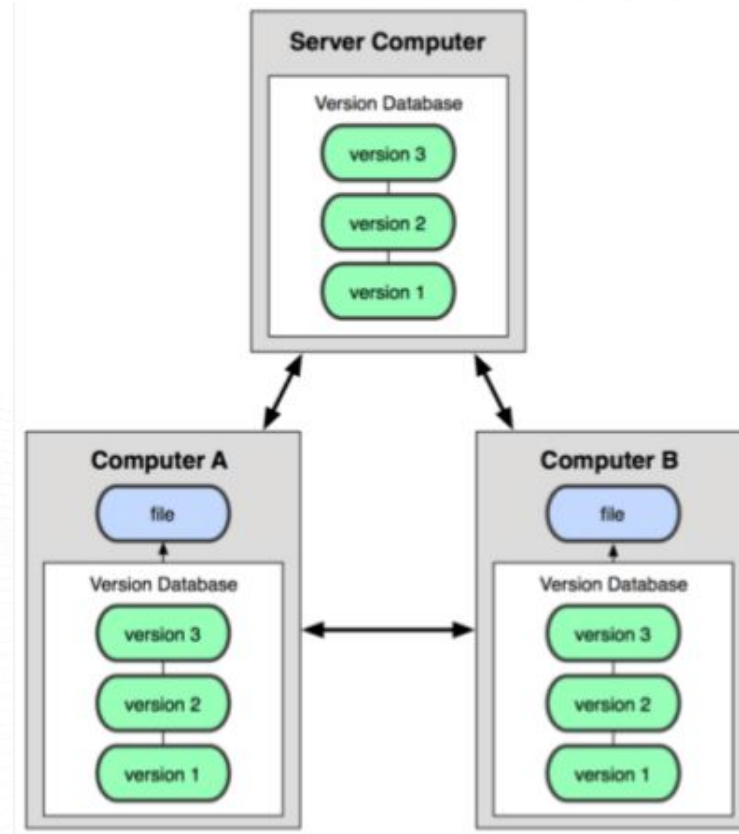 Server Computer
Version Database
version 3
version 2
version 1
Computer A
file
Version Database
version 3
version 2
version 1
Computer B
file
Version Database
version 3
version 2
version 1